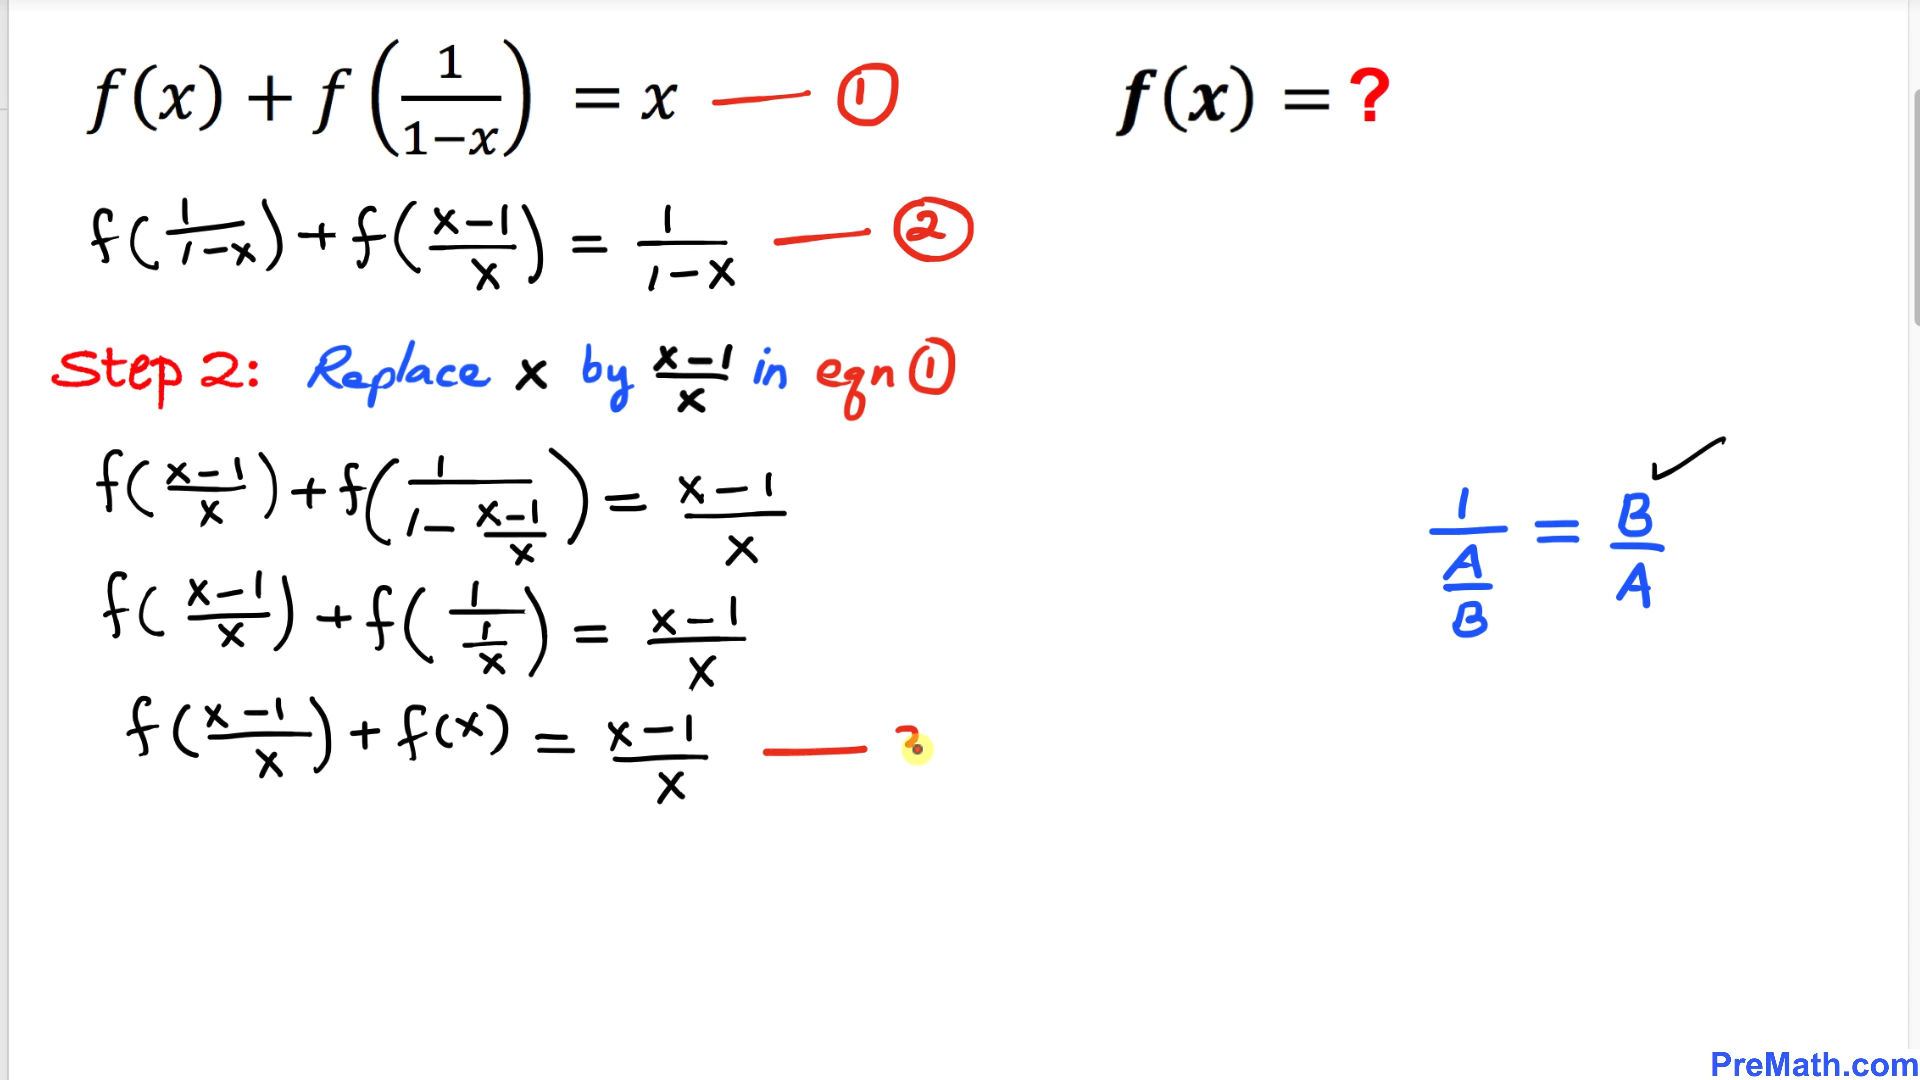 f(x) + f(1/(1−x)) = x — ①
f(x) = ?
f(1/(1−x)) + f((x−1)/x) = 1/(1−x) — ②
Step 2: Replace x by (x−1)/x in eqn ①
f((x−1)/x) + f(1/(1−(x−1)/x)) = (x−1)/x
1/(A/B) = B/A ✓
f((x−1)/x) + f(1/(1/x)) = (x−1)/x
f((x−1)/x) + f(x) = (x−1)/x —
PreMath.com